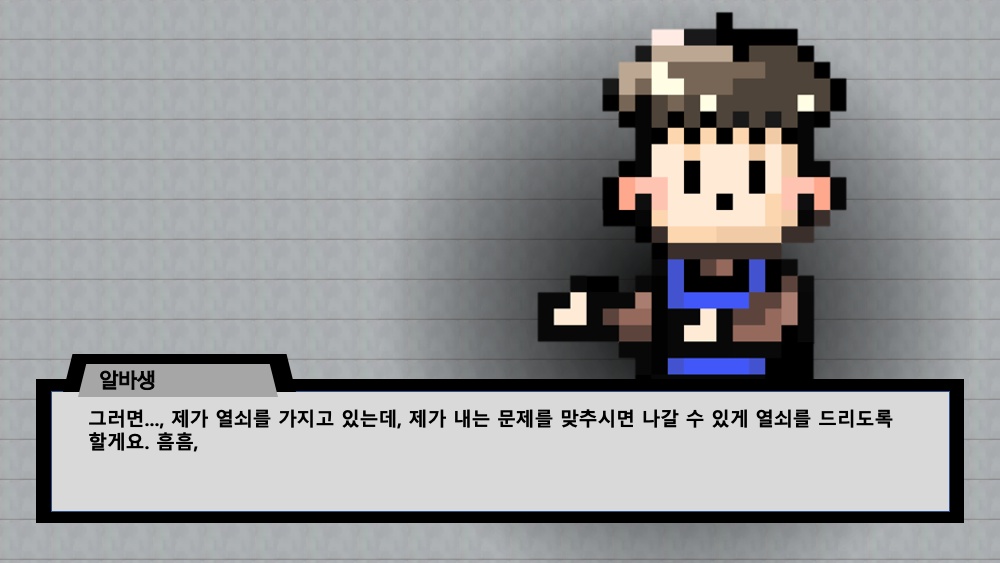 알바생
그러면..., 제가 열쇠를 가지고 있는데, 제가 내는 문제를 맞추시면 나갈 수 있게 열쇠를 드리도록
할게요. 흠흠,